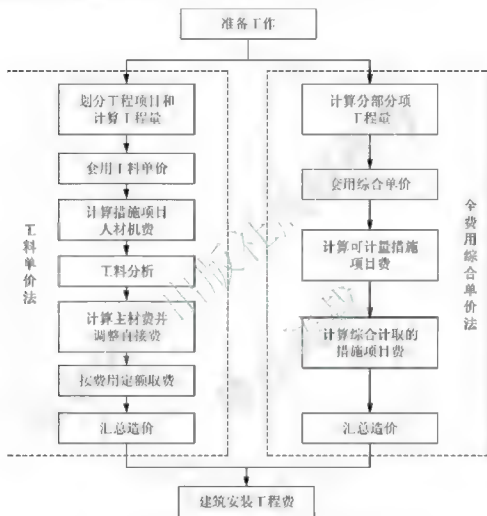 准备工作
划分工程项目和
计算工程量
套用工料单价
计算措施项目
人材机费
工料分析
计算主材费并
调整直接费
按费用定额取费
汇总造价
工料单价法
计算分部分项
工程量
套用综合单价
计算可计量措施
项目费
计算综合计取的
措施项目费
汇总造价
全费用综合单价法
建筑安装工程费
出版社